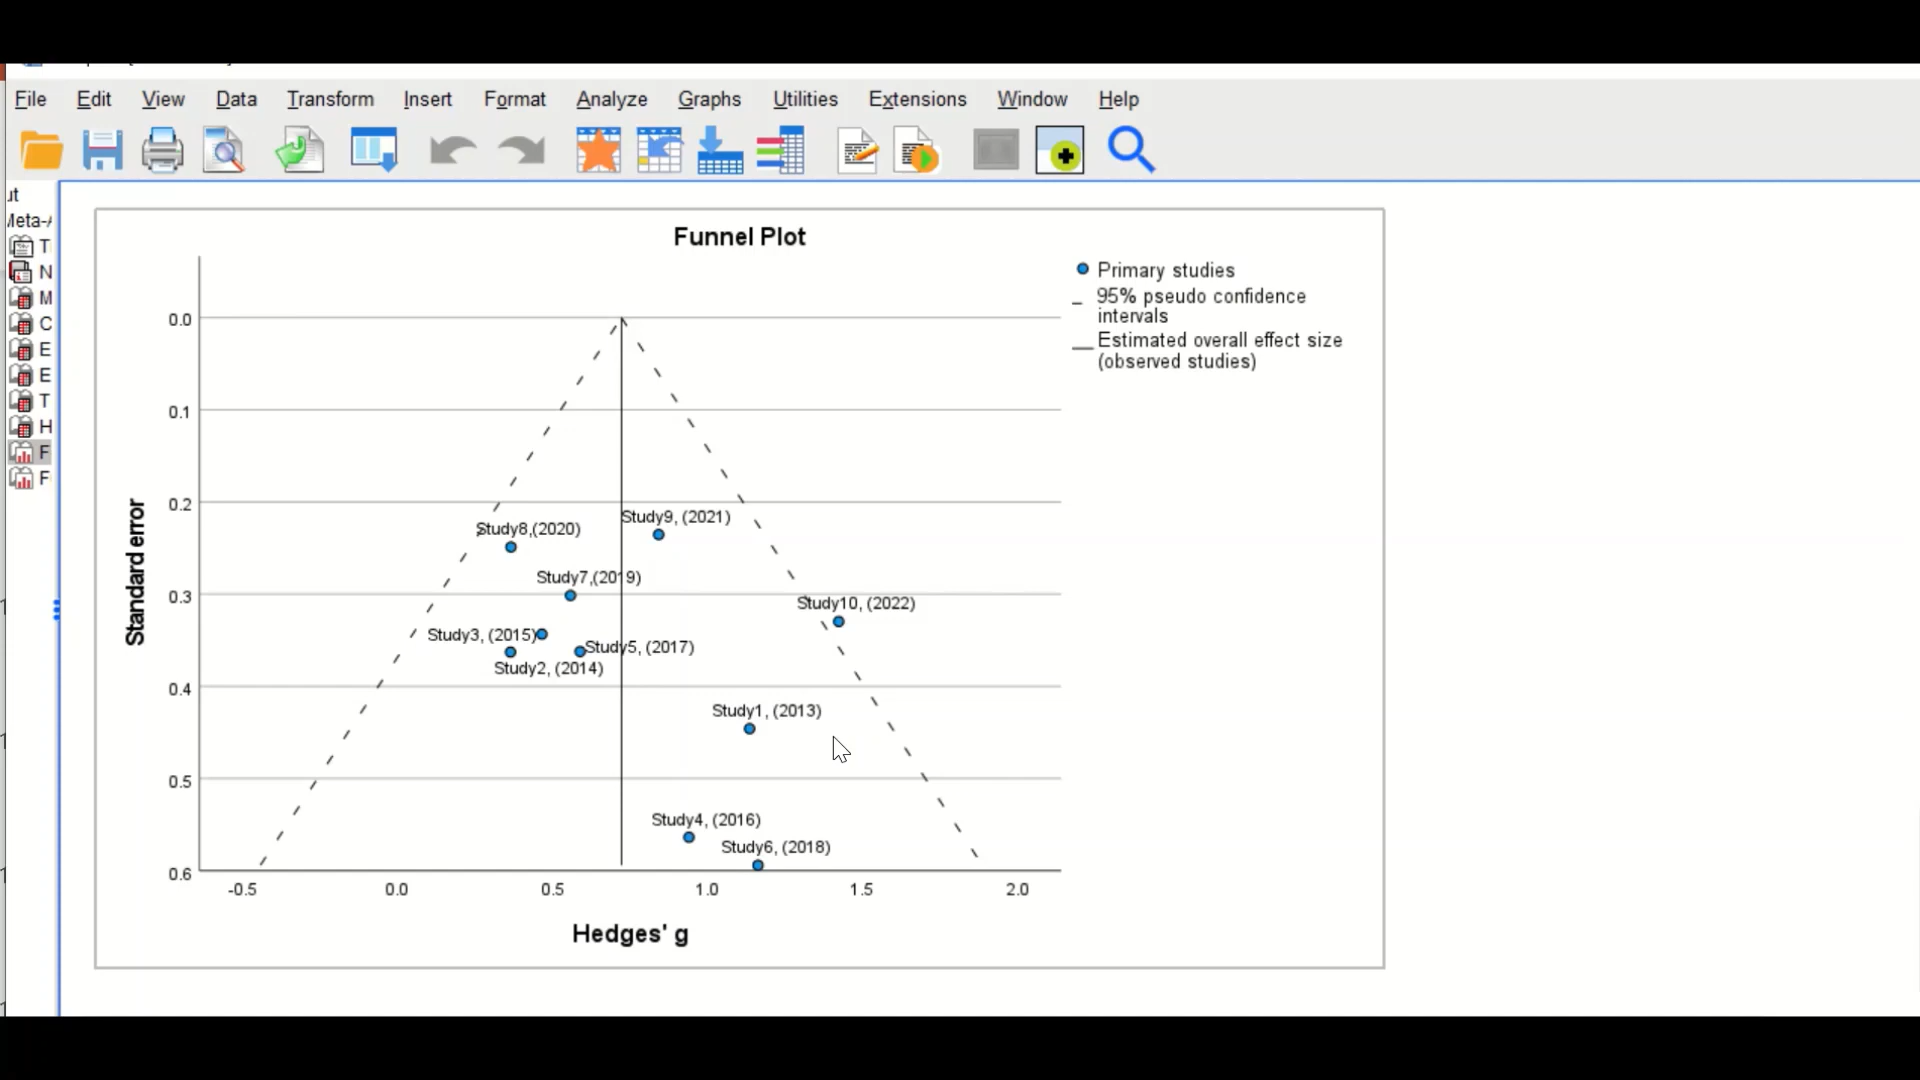 File Edit View Data Transform Insert Format Analyze Graphs Utilities Extensions Window Help
ut
Meta-A
T
N
M
C
E
E
T
H
F
F
Funnel Plot
Primary studies
95% pseudo confidence
intervals
Estimated overall effect size
(observed studies)
Standard error
0.0
0.1
0.2
0.3
0.4
0.5
0.6
Study8,(2020)
Study9, (2021)
Study7,(2019)
Study10, (2022)
Study3, (2015)
Study5, (2017)
Study2, (2014)
Study1, (2013)
Study4, (2016)
Study6, (2018)
-0.5 0.0 0.5 1.0 1.5 2.0
Hedges' g